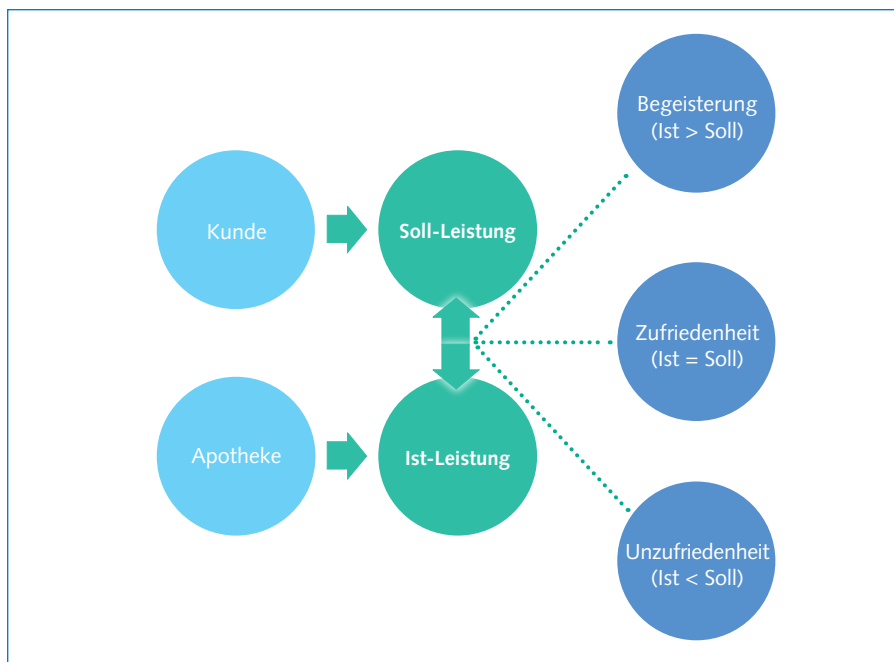 Begeisterung
(Ist > Soll)
Kunde
Soll-Leistung
Zufriedenheit
(Ist = Soll)
Apotheke
Ist-Leistung
Unzufriedenheit
(Ist < Soll)